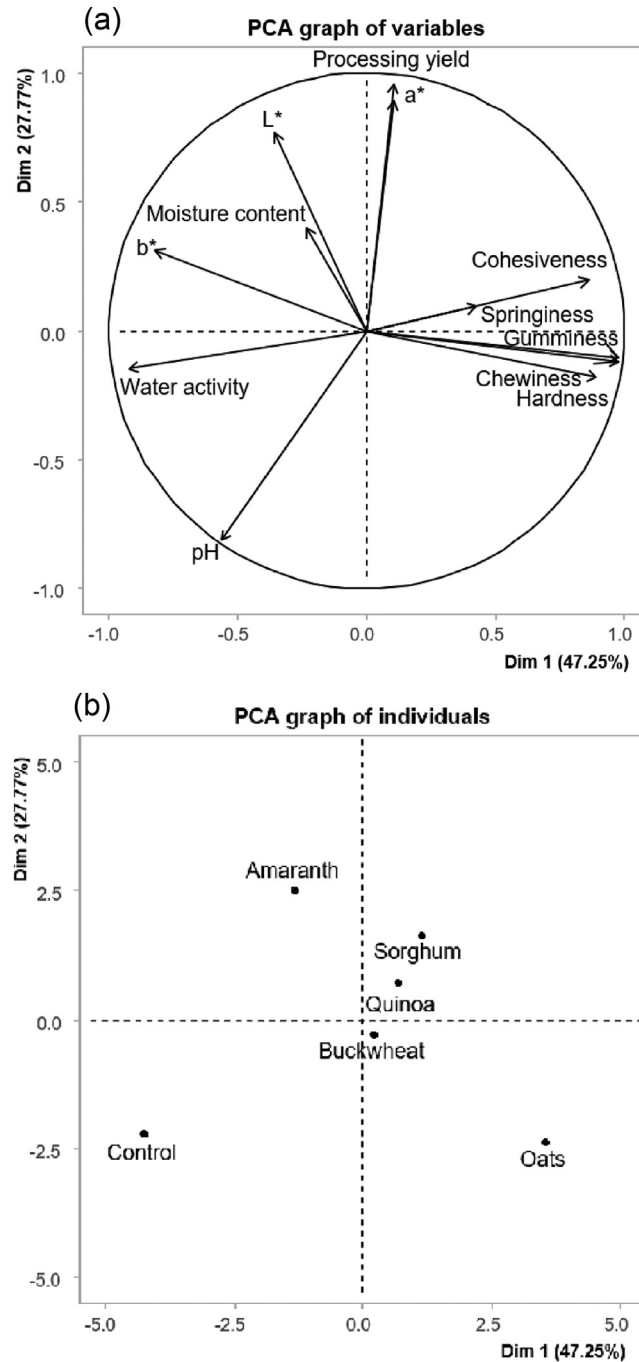 (a)
PCA graph of variables
Processing yield
a*
L*
Moisture content
b*
Cohesiveness
Springiness
Gumminess
Chewiness
Hardness
Water activity
pH
Dim 2 (27.77%)
1.0
0.5
0.0
-0.5
-1.0
-1.0 -0.5 0.0 0.5 1.0
Dim 1 (47.25%)
(b)
PCA graph of individuals
Amaranth
Sorghum
Quinoa
Buckwheat
Control
Oats
Dim 2 (27.77%)
5.0
2.5
0.0
-2.5
-5.0
-5.0 -2.5 0.0 2.5 5.0
Dim 1 (47.25%)